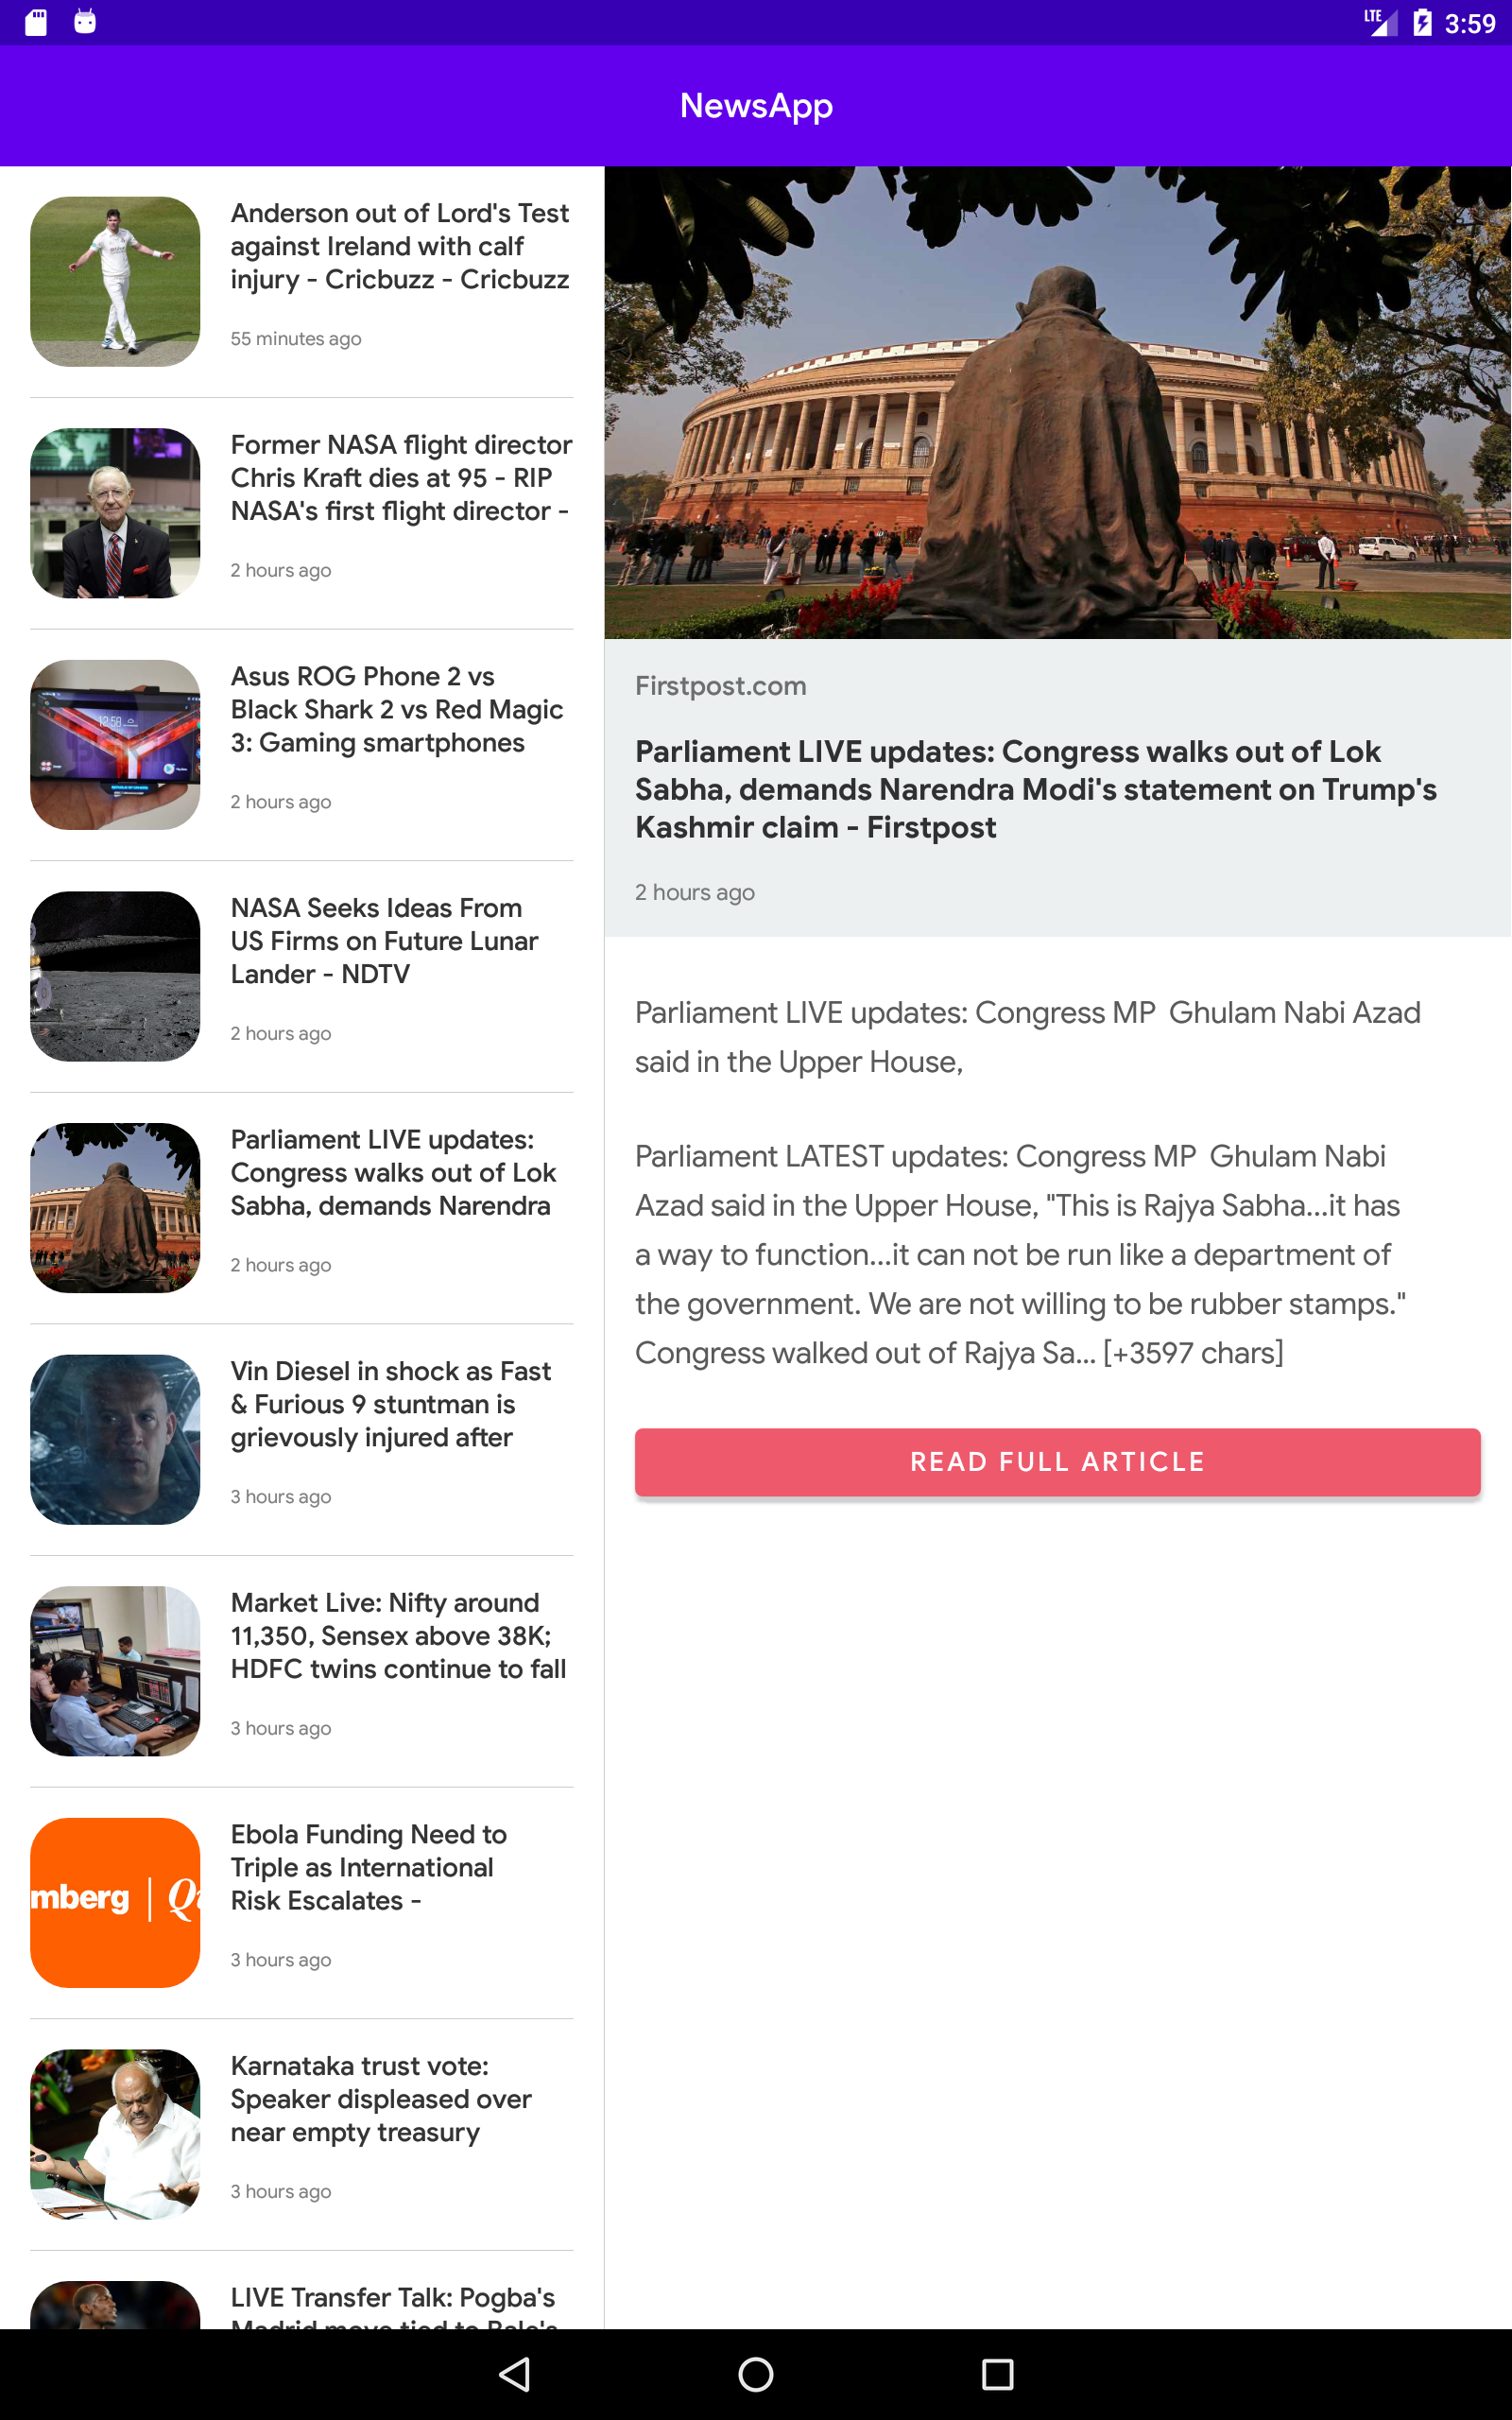 LTE 3:59
NewsApp
Anderson out of Lord's Test
against Ireland with calf
injury - Cricbuzz - Cricbuzz
55 minutes ago
Former NASA flight director
Chris Kraft dies at 95 - RIP
NASA's first flight director -
2 hours ago
Asus ROG Phone 2 vs
Black Shark 2 vs Red Magic
3: Gaming smartphones
2 hours ago
12:58
NASA Seeks Ideas From
US Firms on Future Lunar
Lander - NDTV
2 hours ago
Parliament LIVE updates:
Congress walks out of Lok
Sabha, demands Narendra
2 hours ago
Vin Diesel in shock as Fast
& Furious 9 stuntman is
grievously injured after
3 hours ago
Market Live: Nifty around
11,350, Sensex above 38K;
HDFC twins continue to fall
3 hours ago
mberg | Q
Ebola Funding Need to
Triple as International
Risk Escalates -
3 hours ago
Karnataka trust vote:
Speaker displeased over
near empty treasury
3 hours ago
LIVE Transfer Talk: Pogba's
Madrid move tied to Bale's
Firstpost.com
Parliament LIVE updates: Congress walks out of Lok
Sabha, demands Narendra Modi's statement on Trump's
Kashmir claim - Firstpost
2 hours ago
Parliament LIVE updates: Congress MP  Ghulam Nabi Azad
said in the Upper House,
Parliament LATEST updates: Congress MP  Ghulam Nabi
Azad said in the Upper House, "This is Rajya Sabha...it has
a way to function...it can not be run like a department of
the government. We are not willing to be rubber stamps."
Congress walked out of Rajya Sa... [+3597 chars]
READ FULL ARTICLE